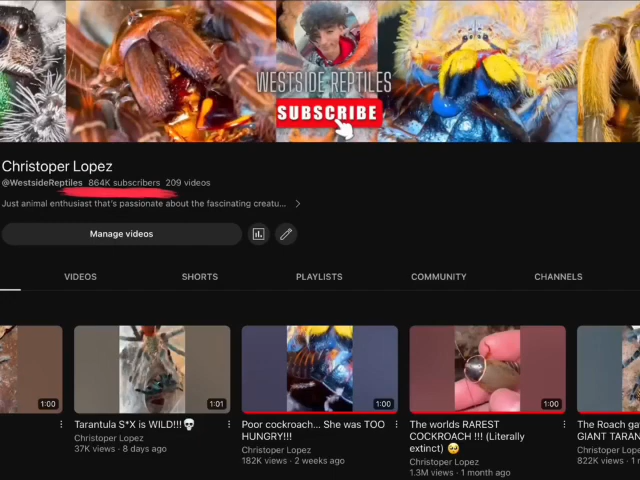 WESTSIDE REPTILES
SUBSCRIBE
Christoper Lopez
@WestsideReptiles 864K subscribers 209 videos
Just animal enthusiast that's passionate about the fascinating creatu...
Manage videos
VIDEOS SHORTS PLAYLISTS COMMUNITY CHANNELS
1:00 1:01 1:00 1:00
Tarantula S*X is WILD!!!💀
Christoper Lopez
37K views · 8 days ago
Poor cockroach... She was TOO
HUNGRY!!!
Christoper Lopez
182K views · 2 weeks ago
The worlds RAREST
COCKROACH !!! (Literally
extinct) 🥹
Christoper Lopez
1.3M views · 1 month ago
The Roach
GIANT
Christoper
822K views